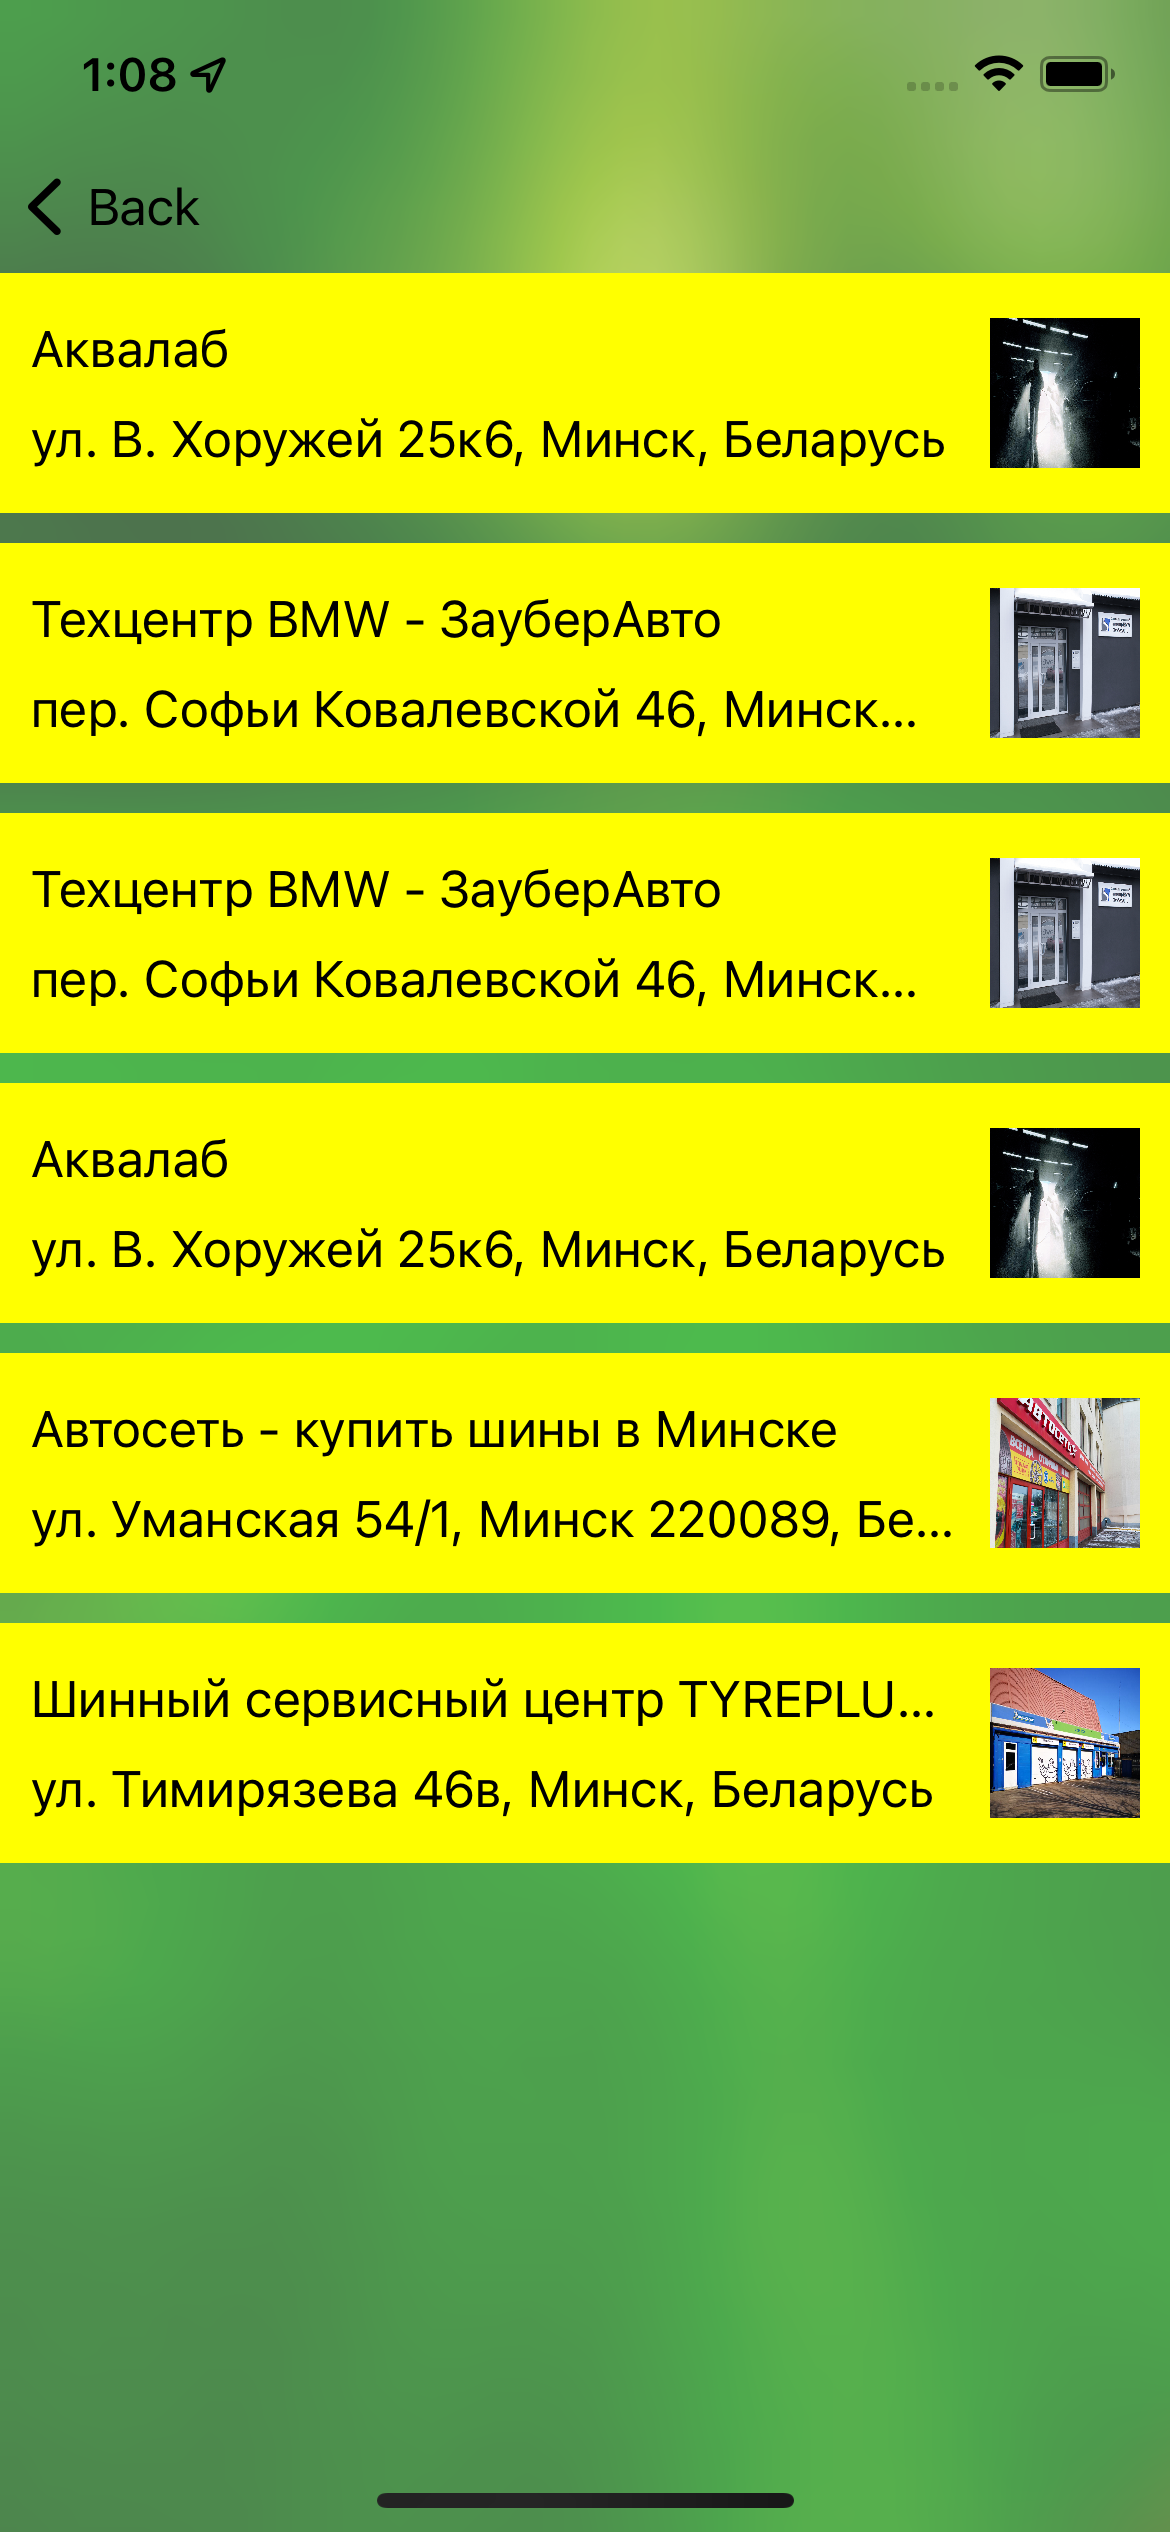 1:08
Back
Аквалаб
ул. В. Хоружей 25к6, Минск, Беларусь
Техцентр BMW - ЗауберАвто
пер. Софьи Ковалевской 46, Минск...
Техцентр BMW - ЗауберАвто
пер. Софьи Ковалевской 46, Минск...
Аквалаб
ул. В. Хоружей 25к6, Минск, Беларусь
Автосеть - купить шины в Минске
ул. Уманская 54/1, Минск 220089, Бе...
Автосеть
ВСЕГДА
Шинный сервисный центр TYREPLU...
ул. Тимирязева 46в, Минск, Беларусь